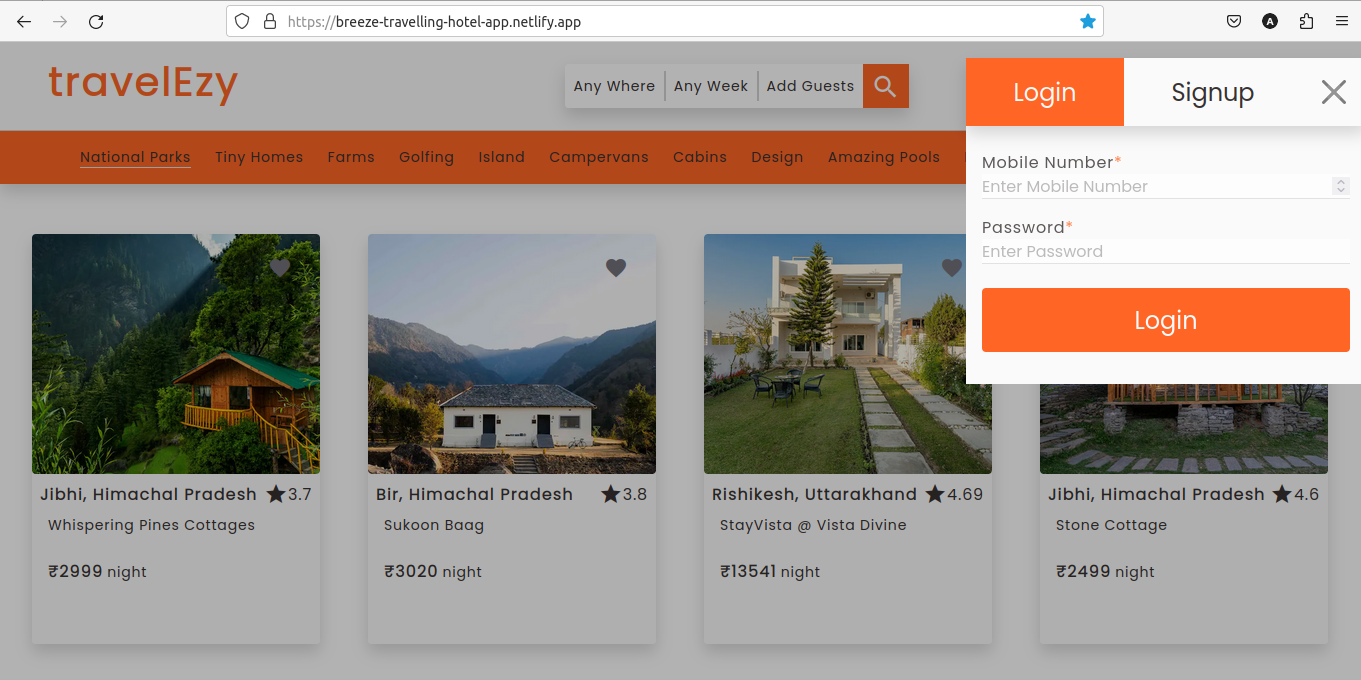 https://breeze-travelling-hotel-app.netlify.app
A
travelEzy
Any Where
Any Week
Add Guests
Login
Signup
National Parks
Tiny Homes
Farms
Golfing
Island
Campervans
Cabins
Design
Amazing Pools
Mobile Number*
Enter Mobile Number
Password*
Enter Password
Login
Jibhi, Himachal Pradesh 3.7
Whispering Pines Cottages
₹2999 night
Bir, Himachal Pradesh 3.8
Sukoon Baag
₹3020 night
Rishikesh, Uttarakhand 4.69
StayVista @ Vista Divine
₹13541 night
Jibhi, Himachal Pradesh 4.6
Stone Cottage
₹2499 night